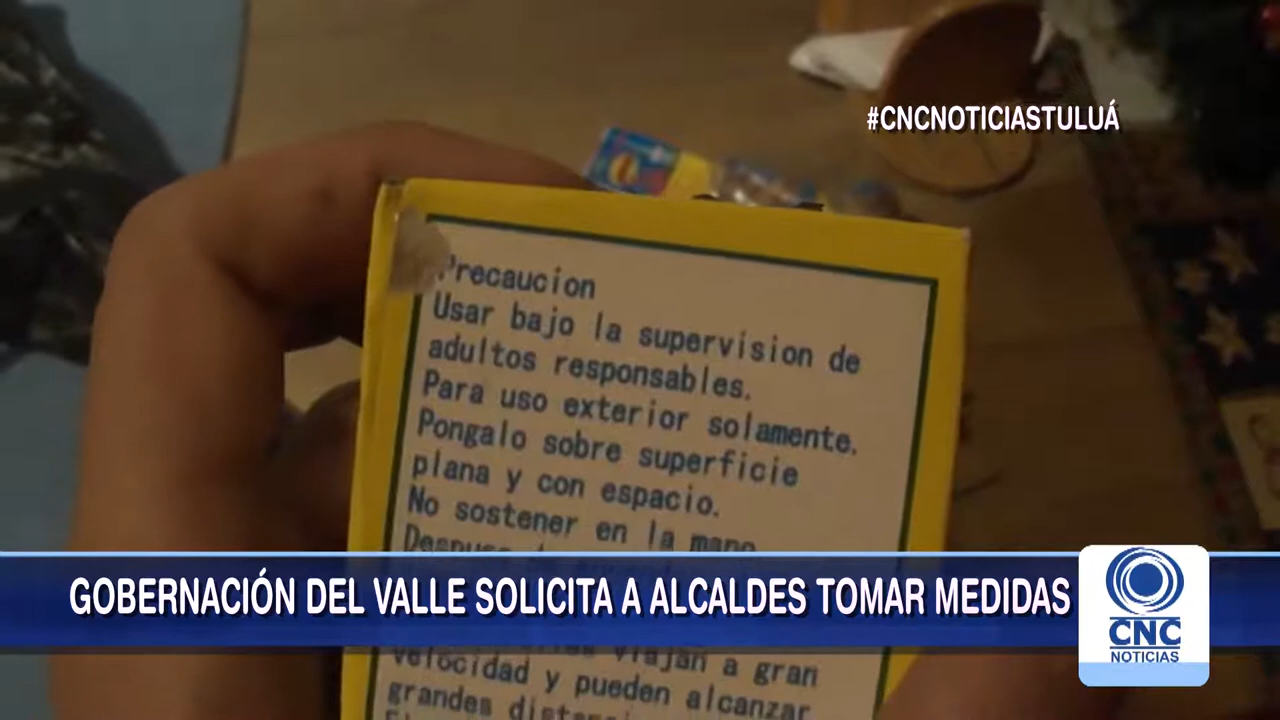 #CNCNOTICIASTULUÁ
Precaucion
Usar bajo la supervision de
adultos responsables.
Para uso exterior solamente.
Pongalo sobre superficie
plana y con espacio.
No sostener en la mano
GOBERNACIÓN DEL VALLE SOLICITA A ALCALDES TOMAR MEDIDAS
CNC
NOTICIAS
viajan a gran
velocidad y pueden alcanzar
grandes